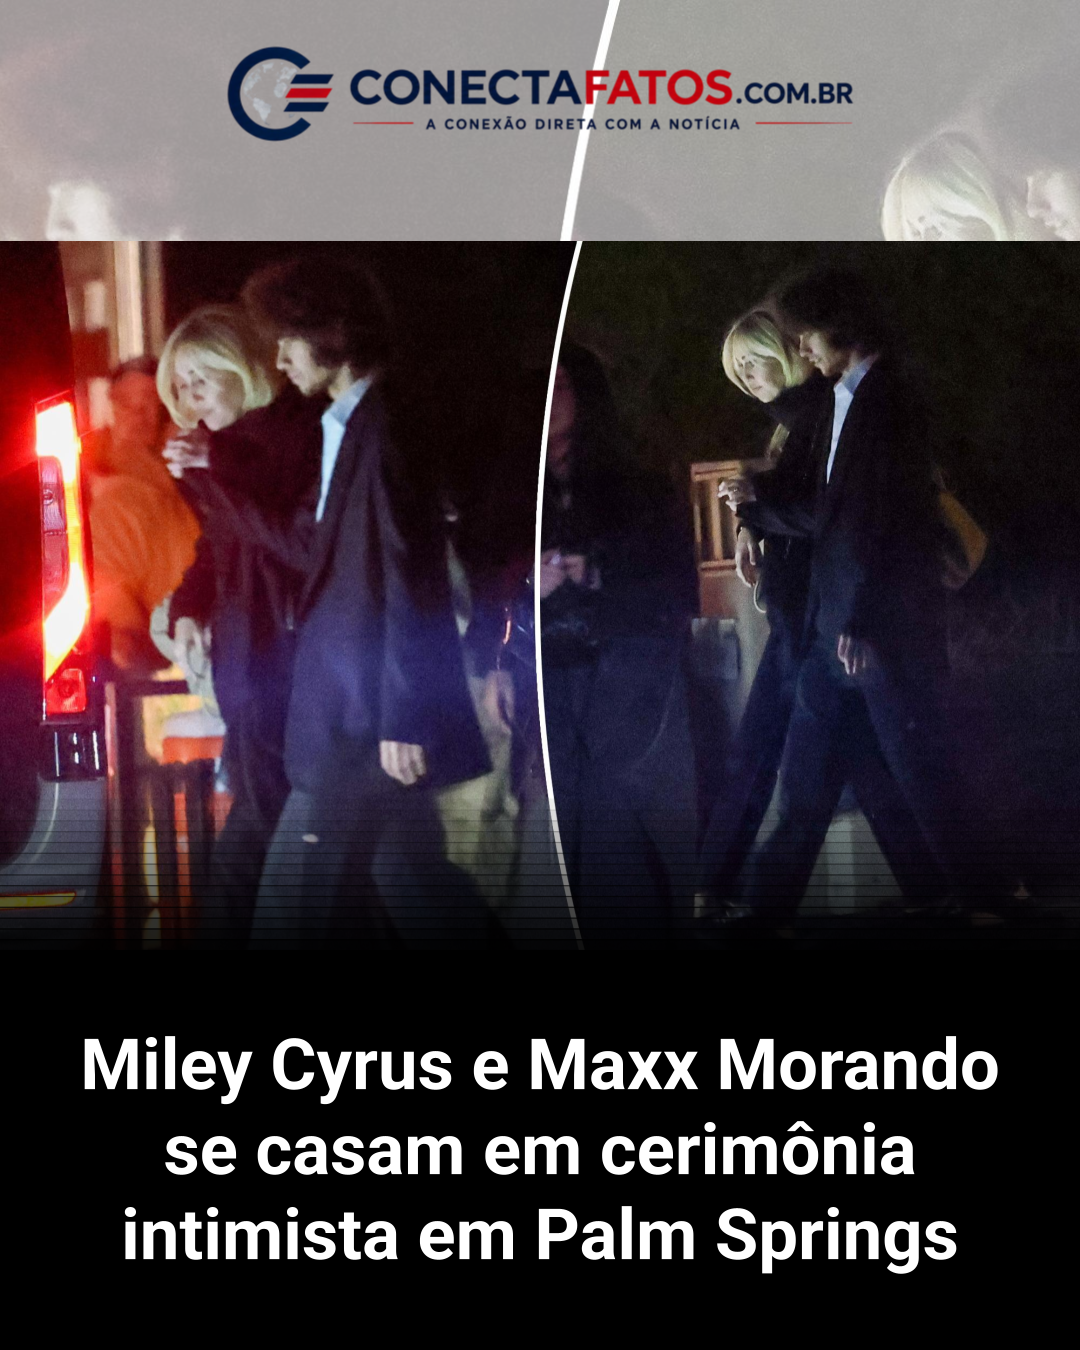 CONECTAFATOS.COM.BR
A CONEXÃO DIRETA COM A NOTÍCIA
Miley Cyrus e Maxx Morando
se casam em cerimônia
intimista em Palm Springs